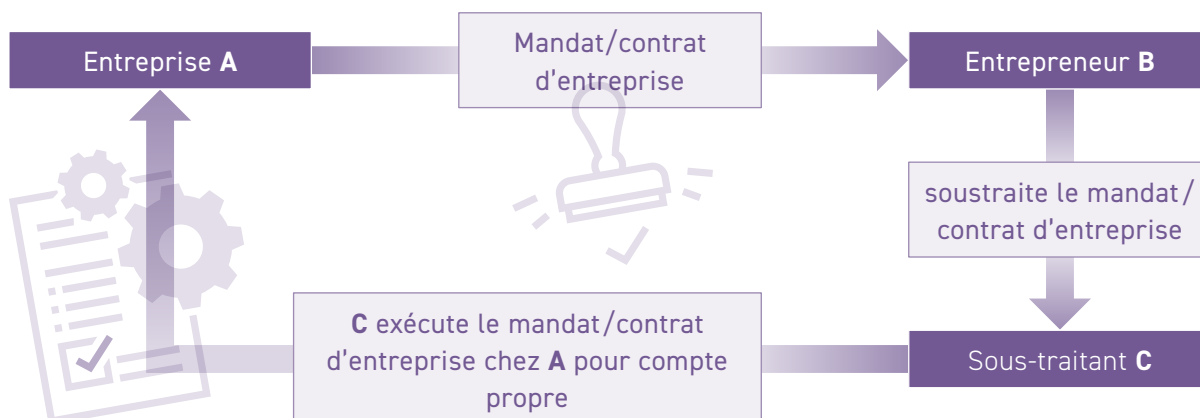 Entreprise A
Mandat/contrat
d'entreprise
Entrepreneur B
soustraite le mandat/
contrat d'entreprise
C exécute le mandat/contrat
d'entreprise chez A pour compte
propre
Sous-traitant C